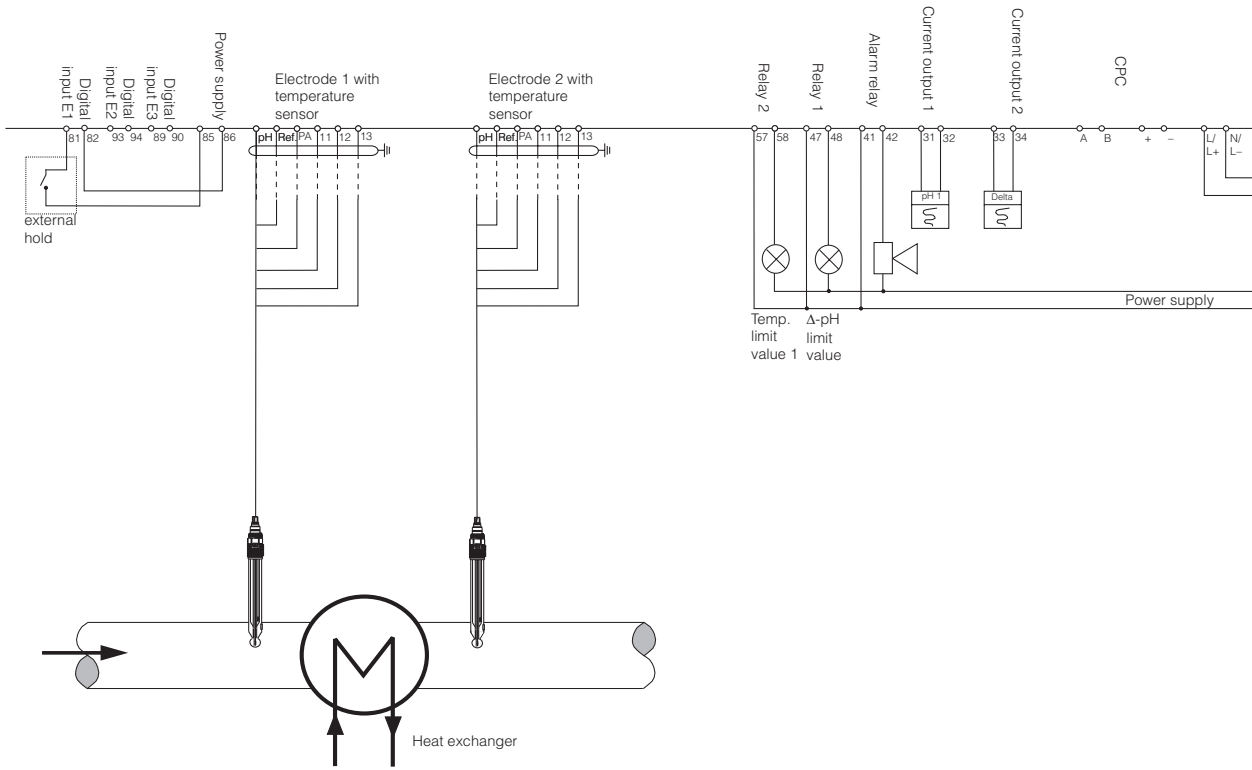 Digital
input E1
Digital
input E2
Digital
input E3
Power supply
Electrode 1 with
temperature
sensor
Electrode 2 with
temperature
sensor
Relay 2
Relay 1
Alarm relay
Current output 1
Current output 2
CPC
81 82 93 94 89 90 85 86
pH Ref. PA 11 12 13
pH Ref. PA 11 12 13
57 58 47 48 41 42 31 32 33 34 A B + − L/ L+ N/ L−
pH 1
Delta
external
hold
Power supply
Temp.
limit
value 1
Δ-pH
limit
value
Heat exchanger